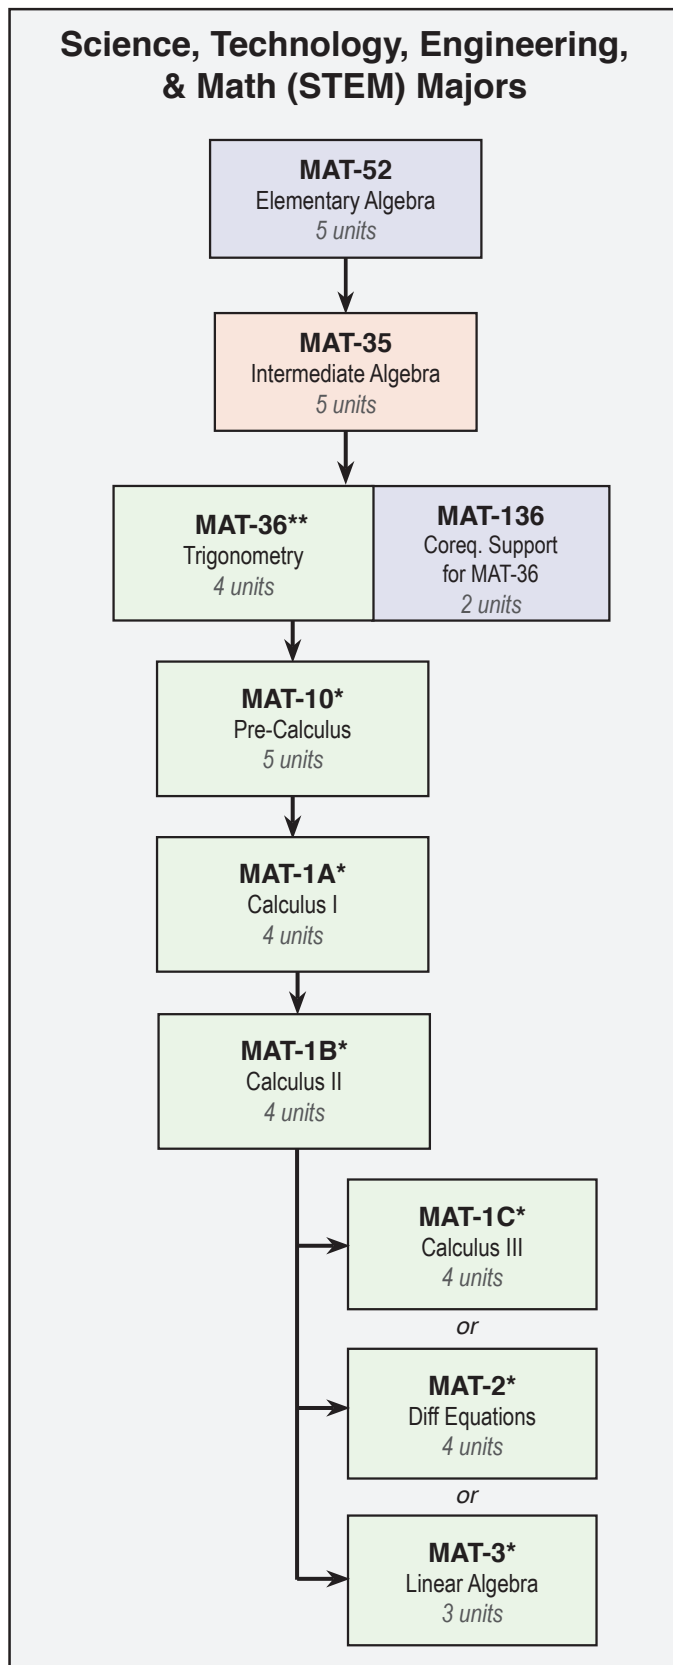 Science, Technology, Engineering,
& Math (STEM) Majors
MAT-52
Elementary Algebra
5 units
MAT-35
Intermediate Algebra
5 units
MAT-36**
Trigonometry
4 units
MAT-136
Coreq. Support
for MAT-36
2 units
MAT-10*
Pre-Calculus
5 units
MAT-1A*
Calculus I
4 units
MAT-1B*
Calculus II
4 units
MAT-1C*
Calculus III
4 units
or
MAT-2*
Diff Equations
4 units
or
MAT-3*
Linear Algebra
3 units